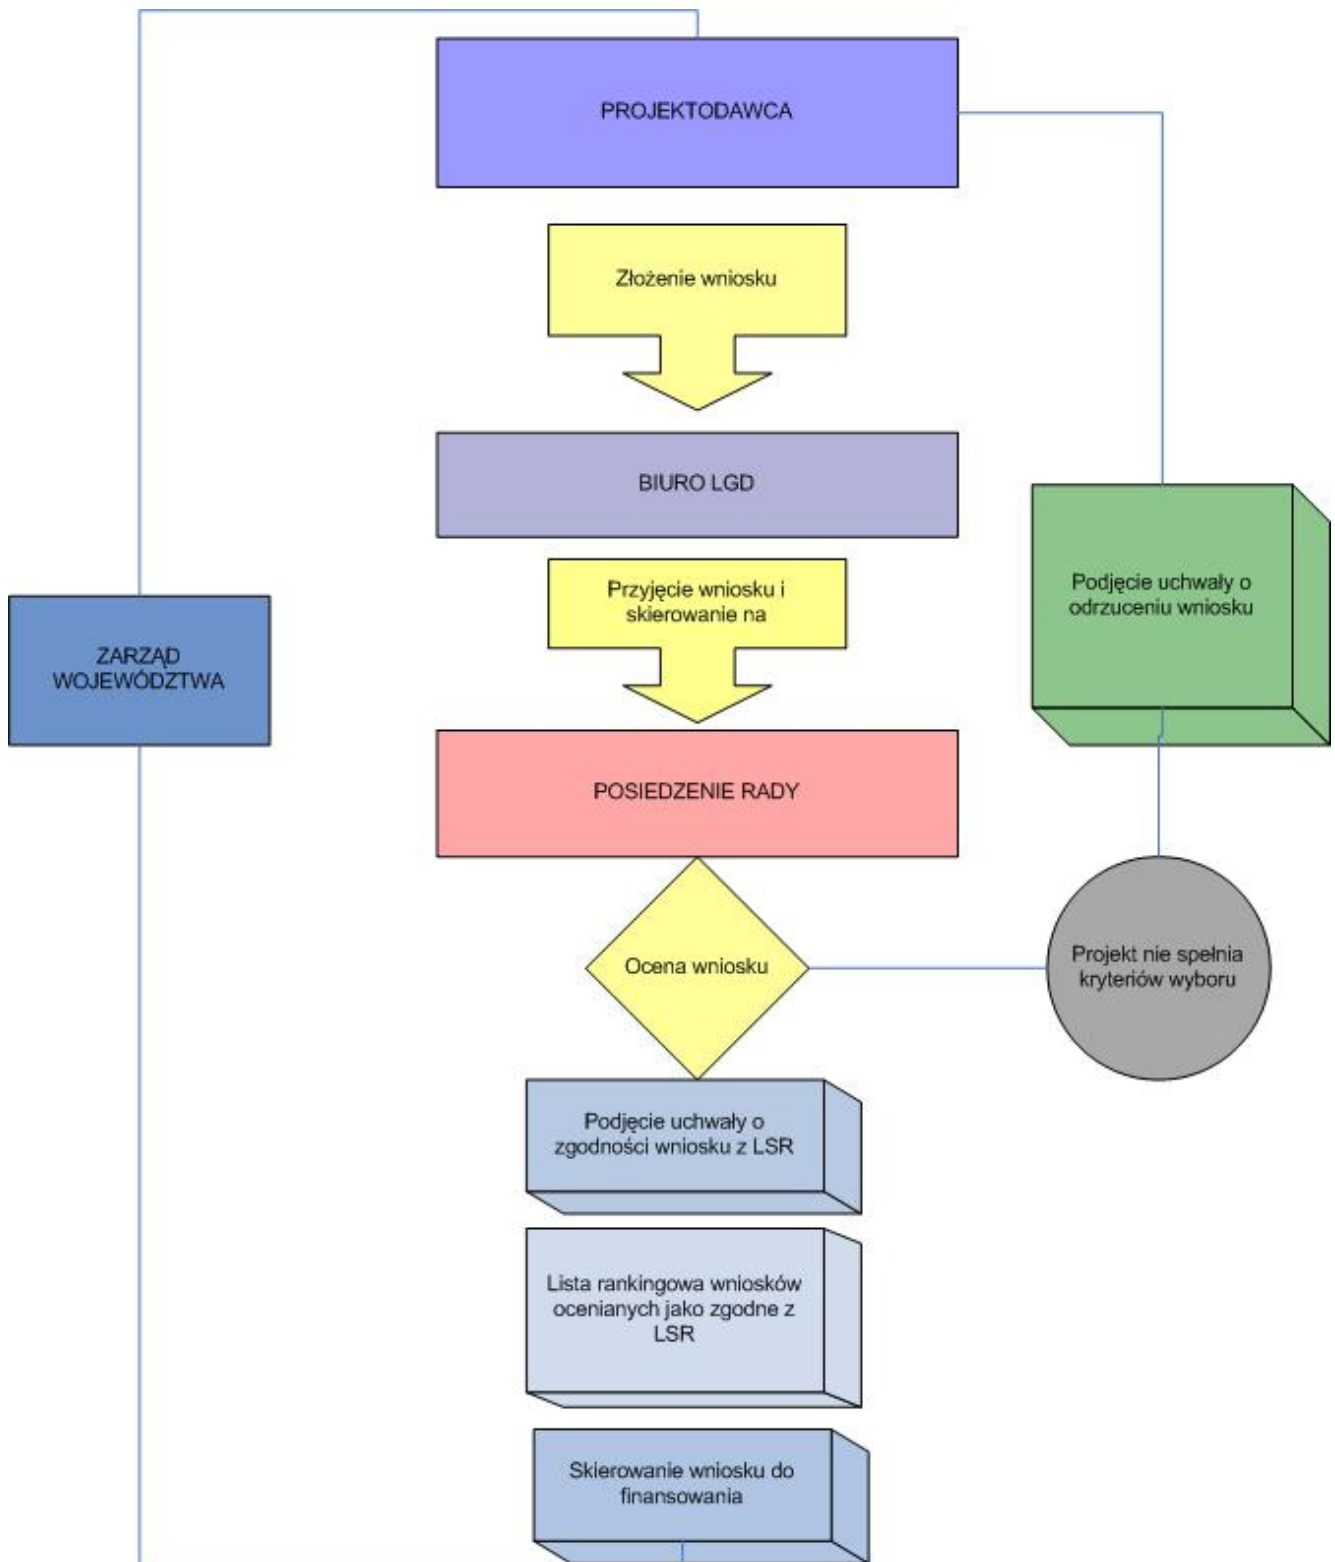 PROJEKTODAWCA
Złożenie wniosku
BIURO LGD
Przyjęcie wniosku i
skierowanie na
Podjęcie uchwały o
odrzuceniu wniosku
ZARZĄD
WOJEWÓDZTWA
POSIEDZENIE RADY
Ocena wniosku
Projekt nie spełnia
kryteriów wyboru
Podjęcie uchwały o
zgodności wniosku z LSR
Lista rankingowa wniosków
ocenianych jako zgodne z
LSR
Skierowanie wniosku do
finansowania